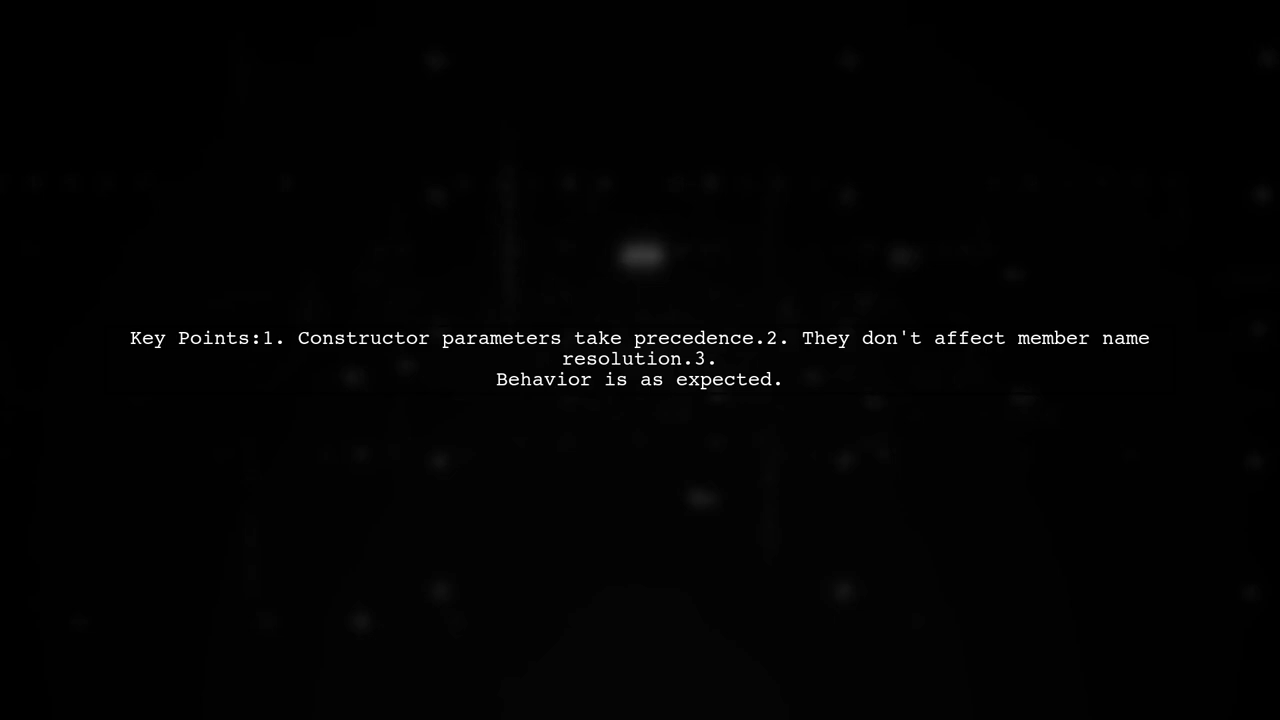 Key Points:1. Constructor parameters take precedence.2. They don't affect member name
resolution.3.
Behavior is as expected.